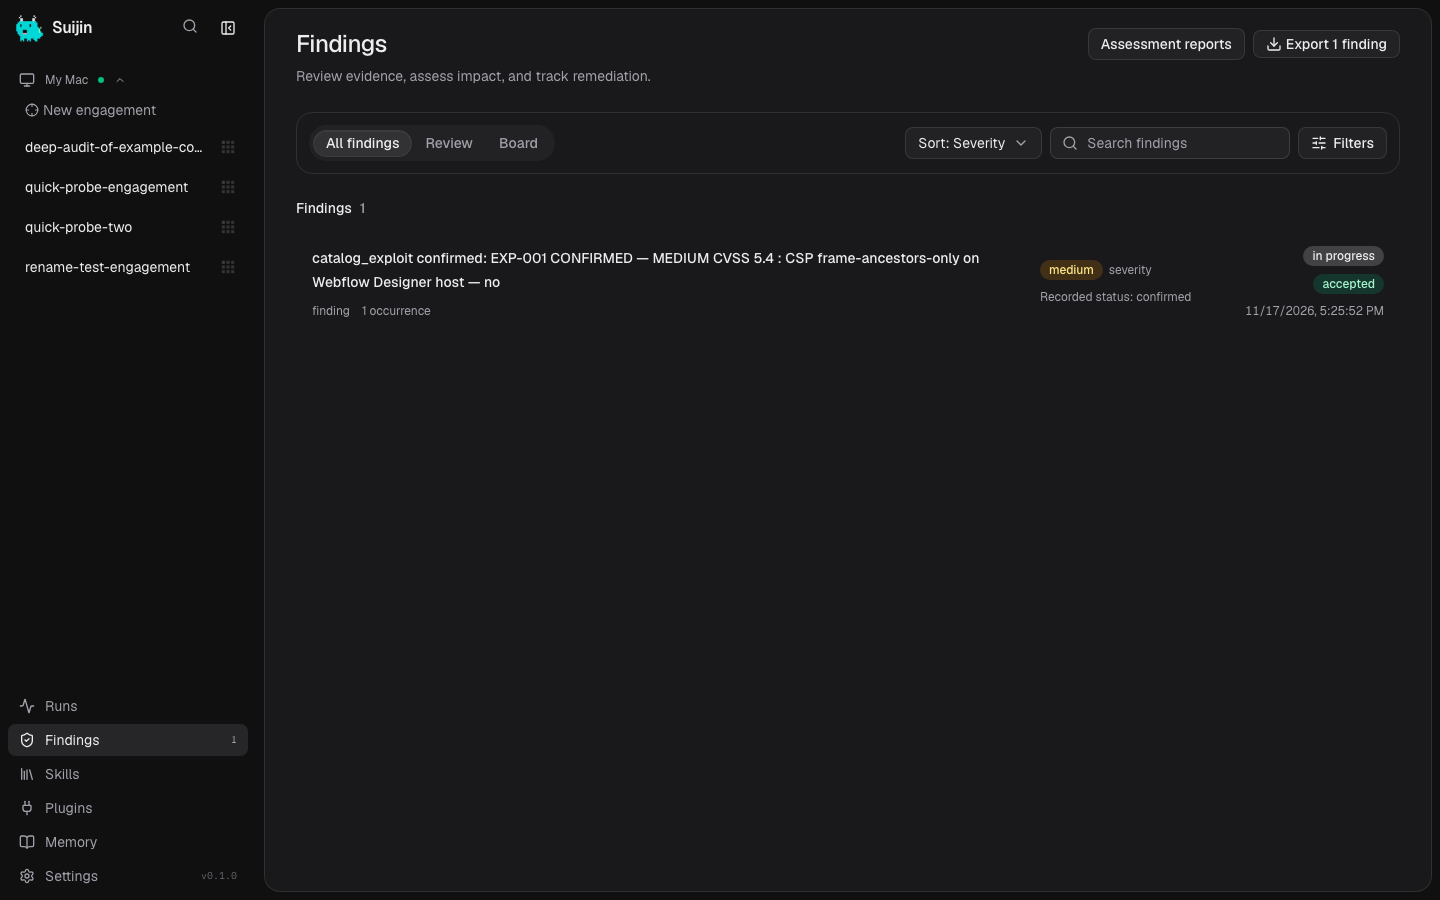 Suijin
My Mac
New engagement
deep-audit-of-example-co...
quick-probe-engagement
quick-probe-two
rename-test-engagement
Runs
Findings 1
Skills
Plugins
Memory
Settings v0.1.0
Findings
Review evidence, assess impact, and track remediation.
Assessment reports
Export 1 finding
All findings Review Board
Sort: Severity
Search findings
Filters
Findings 1
catalog_exploit confirmed: EXP-001 CONFIRMED — MEDIUM CVSS 5.4 : CSP frame-ancestors-only on
Webflow Designer host — no
finding 1 occurrence
medium severity
Recorded status: confirmed
in progress
accepted
11/17/2026, 5:25:52 PM